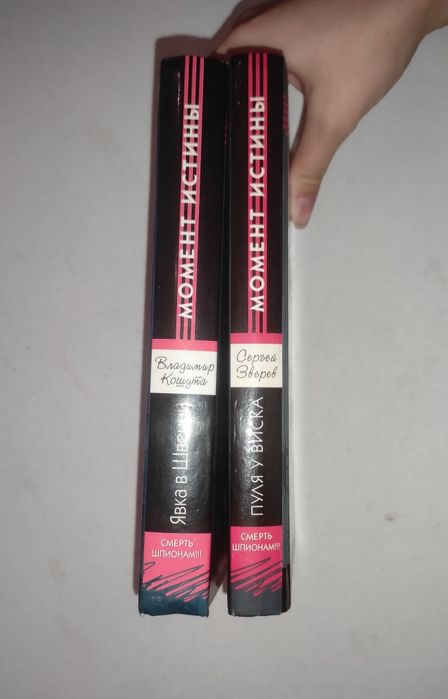 МОМЕНТ ИСТИНЫ
Владимир
Кошута
Явка в Швеции
СМЕРТЬ
ШПИОНАМ!!!
МОМЕНТ ИСТИНЫ
Сергей
Зверев
ПУЛЯ У ВИСКА
СМЕРТЬ
ШПИОНАМ!!!